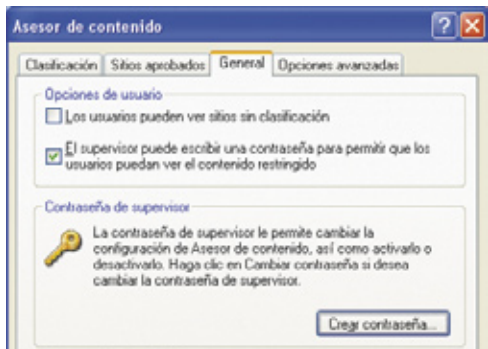 Asesor de contenido
Clasificación Sitios aprobados General Opciones avanzadas
Opciones de usuario
Los usuarios pueden ver sitios sin clasificación
El supervisor puede escribir una contraseña para permitir que los
usuarios puedan ver el contenido restringido
Contraseña de supervisor
La contraseña de supervisor le permite cambiar la
configuración de Asesor de contenido, así como activarlo o
desactivarlo. Haga clic en Cambiar contraseña si desea
cambiar la contraseña de supervisor.
Crear contraseña...